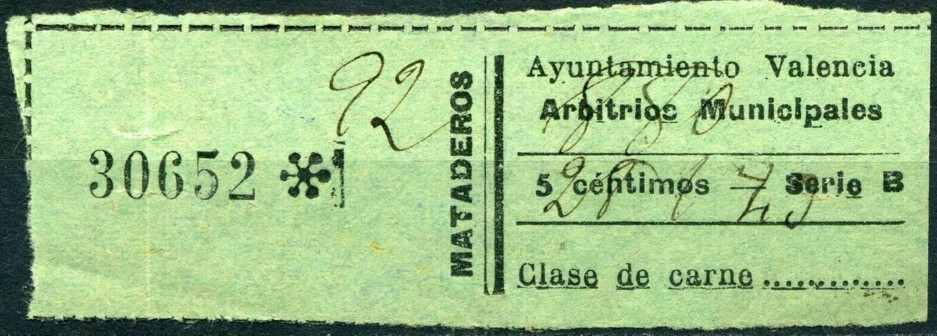 92
30652
MATADEROS
Ayuntamiento Valencia
Arbitrios Municipales
5 céntimos — Serie B
Clase de carne ..............